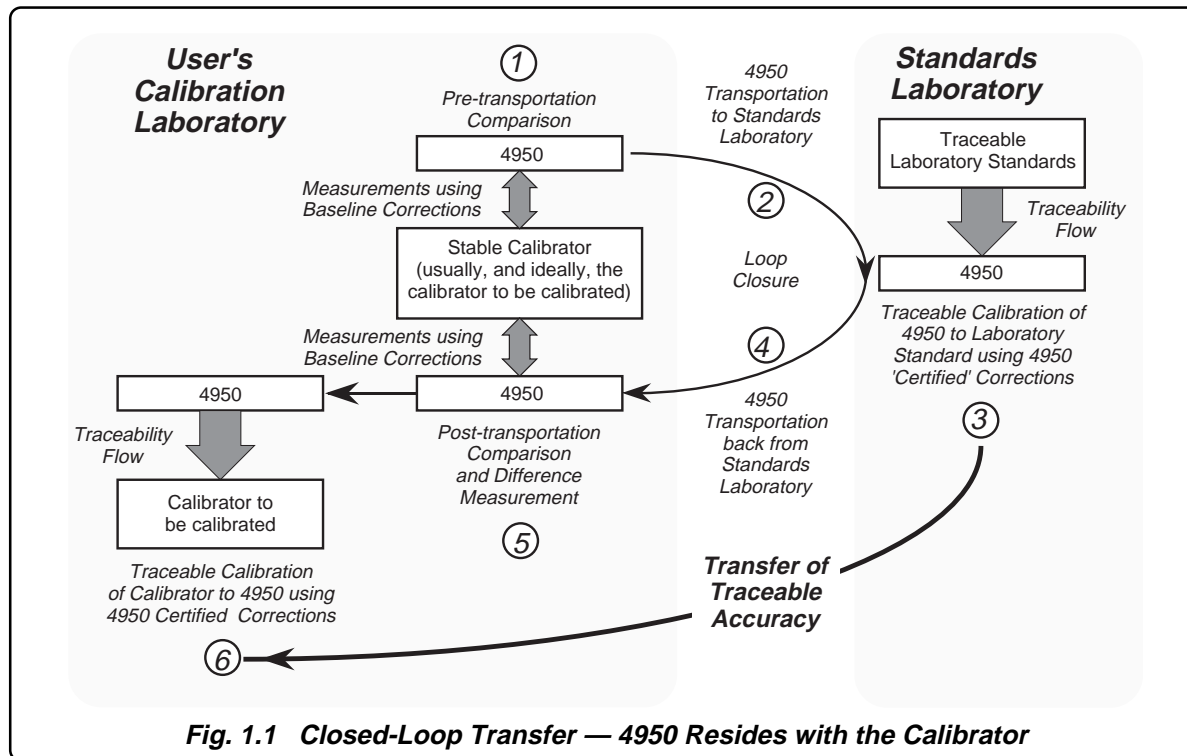 User's
Calibration
Laboratory
1
Pre-transportation
Comparison
4950
Measurements using
Baseline Corrections
Stable Calibrator
(usually, and ideally, the
calibrator to be calibrated)
Measurements using
Baseline Corrections
4950
Post-transportation
Comparison
and Difference
Measurement
5
4950
Traceability
Flow
Calibrator to
be calibrated
Traceable Calibration
of Calibrator to 4950 using
4950 Certified Corrections
6
4950
Transportation
to Standards
Laboratory
2
Loop
Closure
4
4950
Transportation
back from
Standards
Laboratory
Standards
Laboratory
Traceable
Laboratory Standards
Traceability
Flow
4950
Traceable Calibration of
4950 to Laboratory
Standard using 4950
'Certified' Corrections
3
Transfer of
Traceable
Accuracy
Fig. 1.1 Closed-Loop Transfer — 4950 Resides with the Calibrator